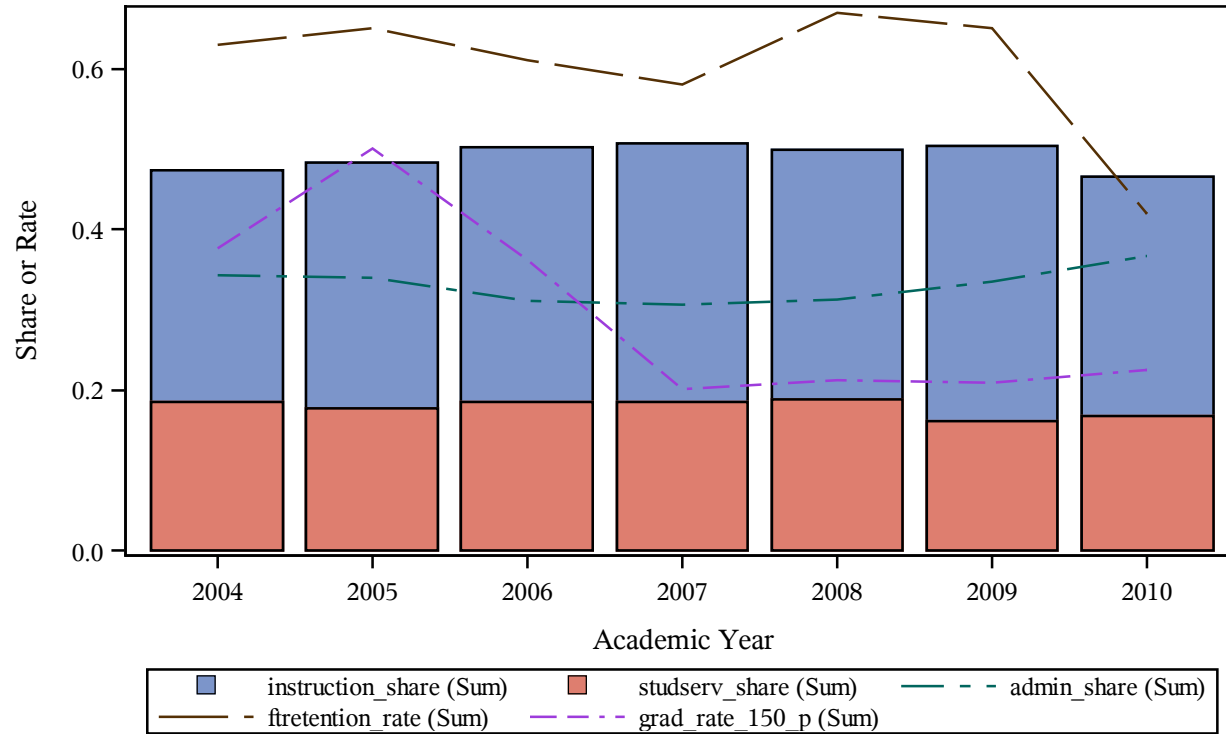 0.6
0.4
0.2
0.0
Share or Rate
2004 2005 2006 2007 2008 2009 2010
Academic Year
instruction_share (Sum) studserv_share (Sum) admin_share (Sum)
ftretention_rate (Sum) grad_rate_150_p (Sum)